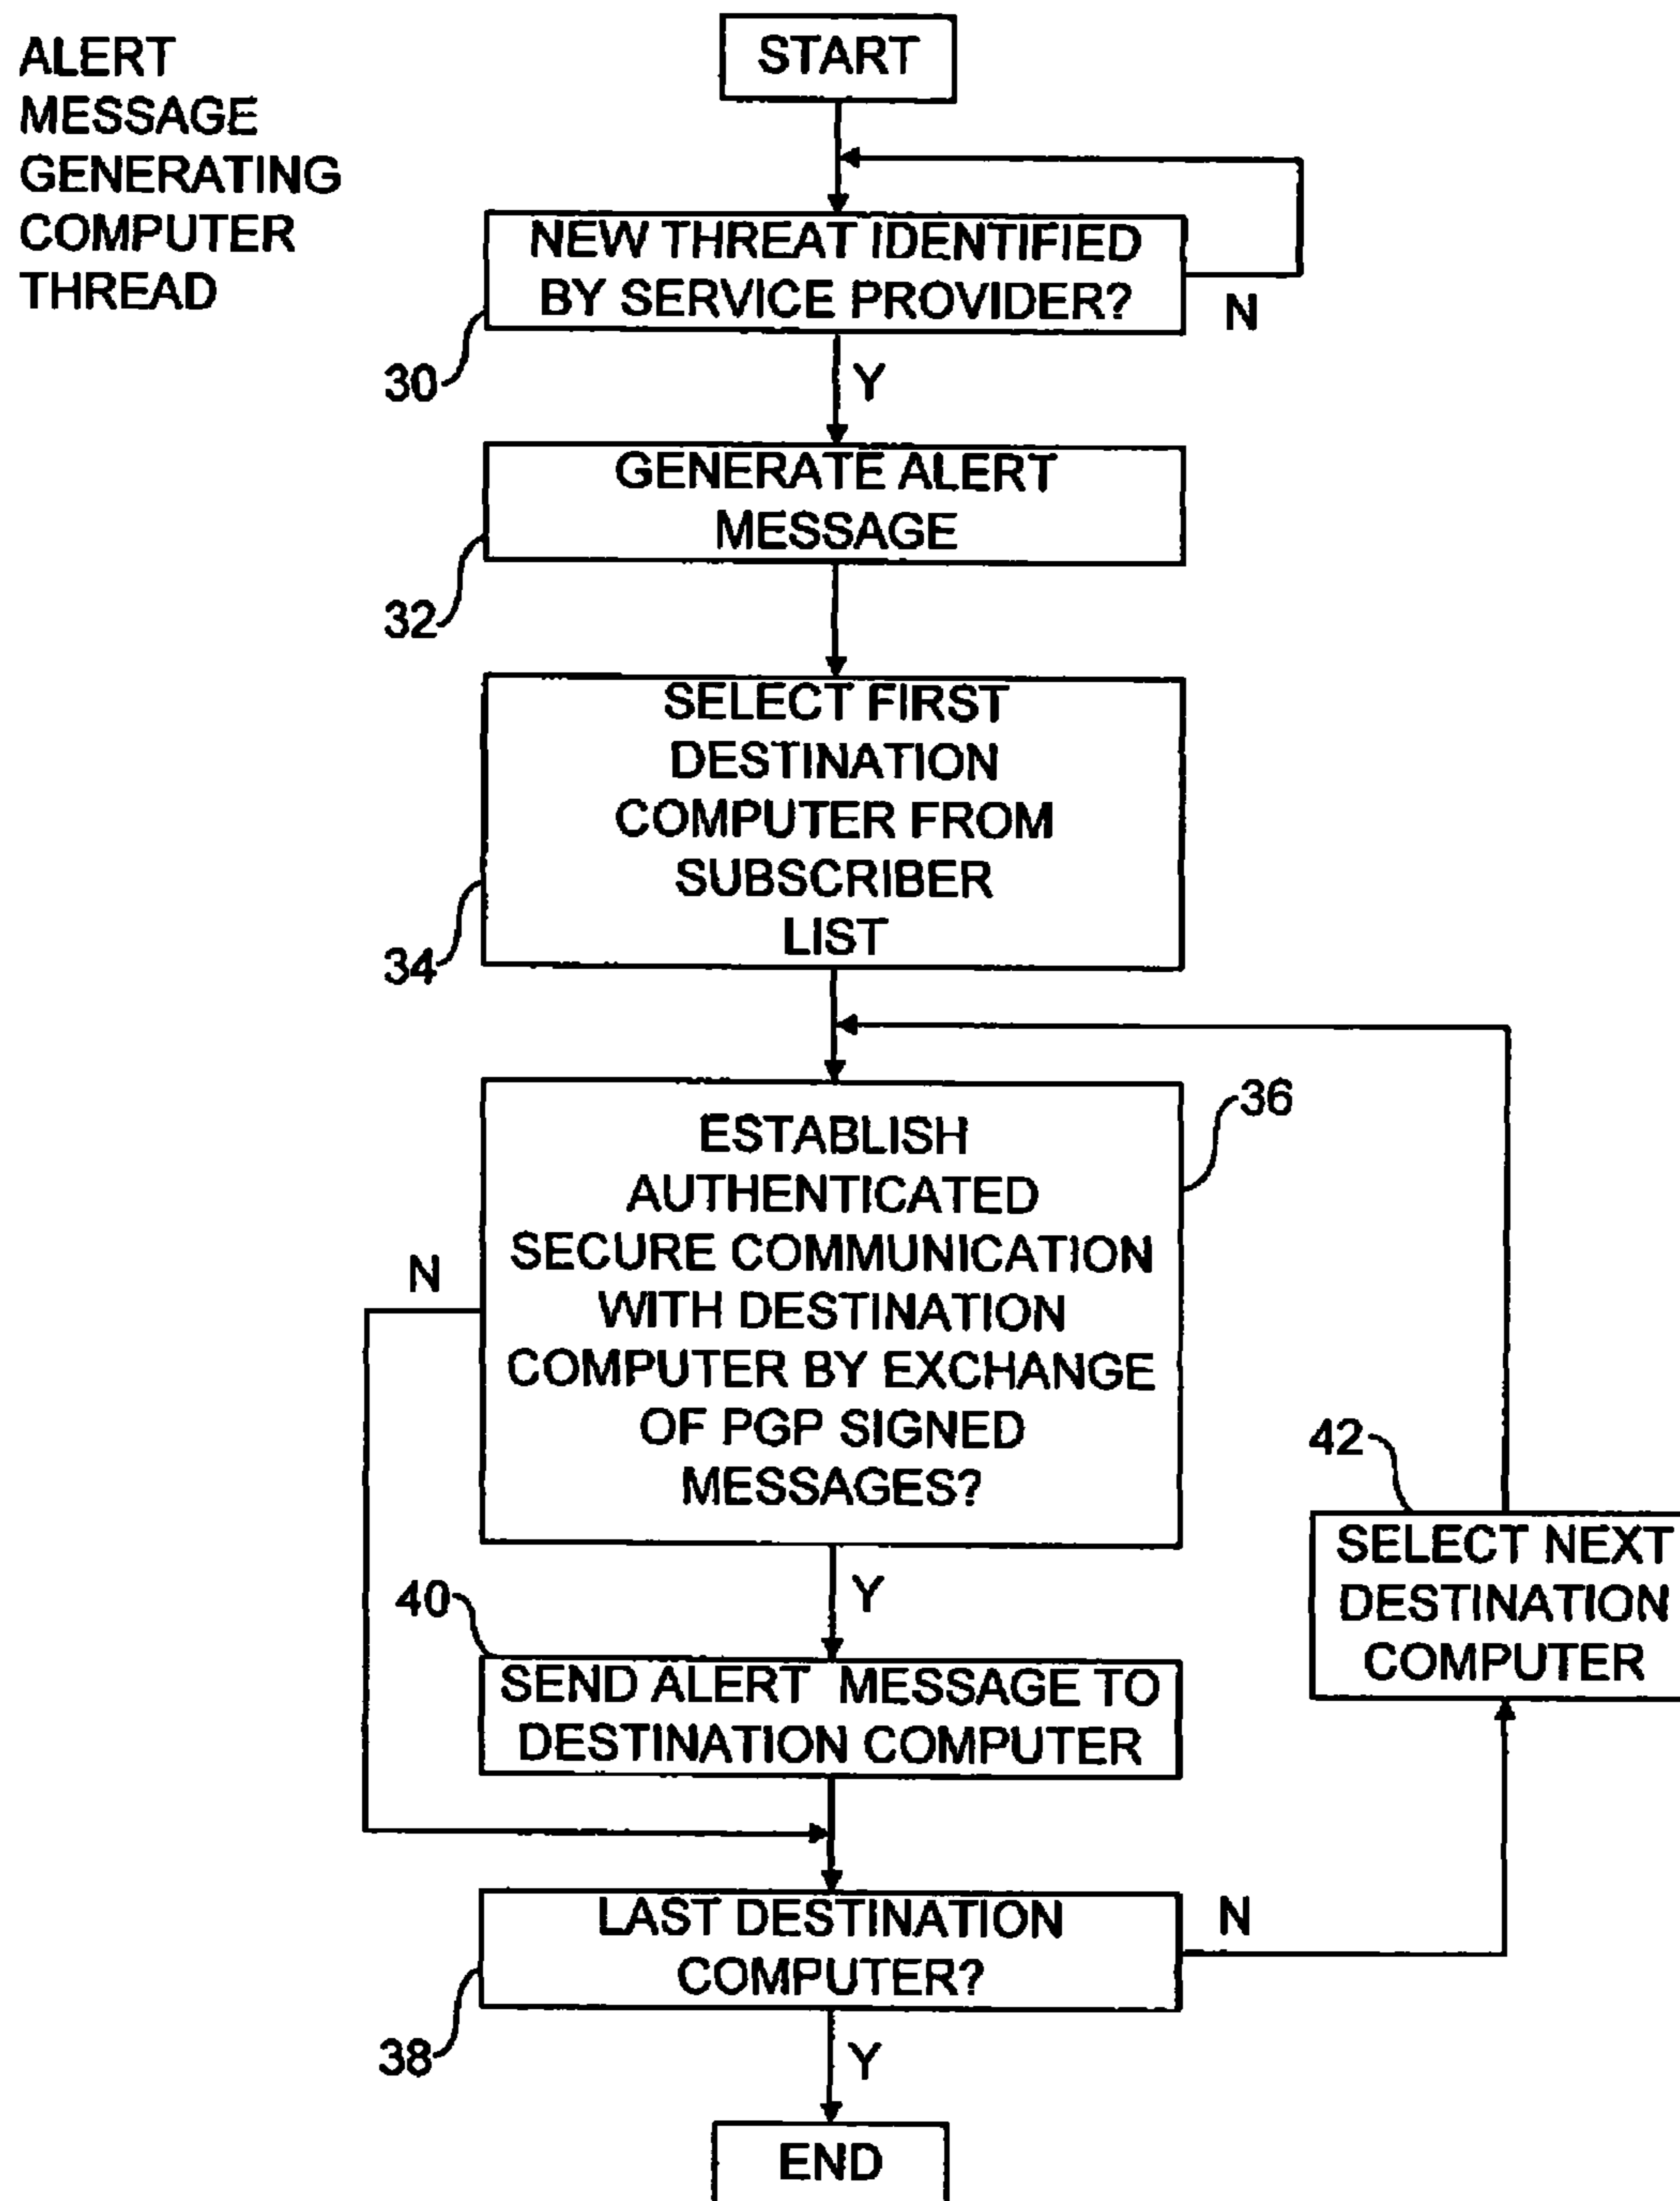 ALERT
MESSAGE
GENERATING
COMPUTER
THREAD
START
NEW THREAT IDENTIFIED
BY SERVICE PROVIDER?
N
30
Y
GENERATE ALERT
MESSAGE
32
SELECT FIRST
DESTINATION
COMPUTER FROM
SUBSCRIBER
LIST
34
36
ESTABLISH
AUTHENTICATED
SECURE COMMUNICATION
WITH DESTINATION
COMPUTER BY EXCHANGE
OF PGP SIGNED
MESSAGES?
N
Y
42
SELECT NEXT
DESTINATION
COMPUTER
40
SEND ALERT MESSAGE TO
DESTINATION COMPUTER
LAST DESTINATION
COMPUTER?
N
38
Y
END